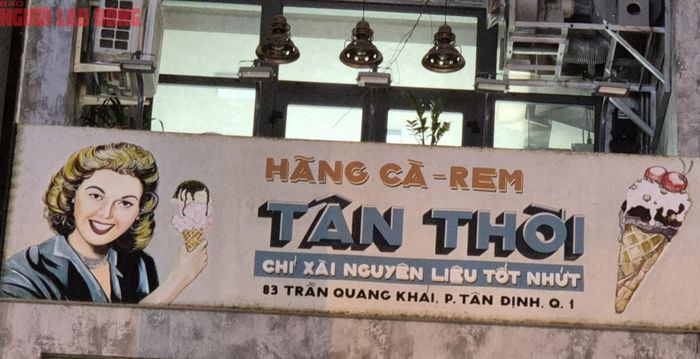 BÁO
NGƯỜI LAO ĐỘNG
HÃNG CÀ-REM
TÂN THỜI
CHỈ XÀI NGUYÊN LIỆU TỐT NHỨT
83 TRẦN QUANG KHẢI, P. TÂN ĐỊNH, Q. 1